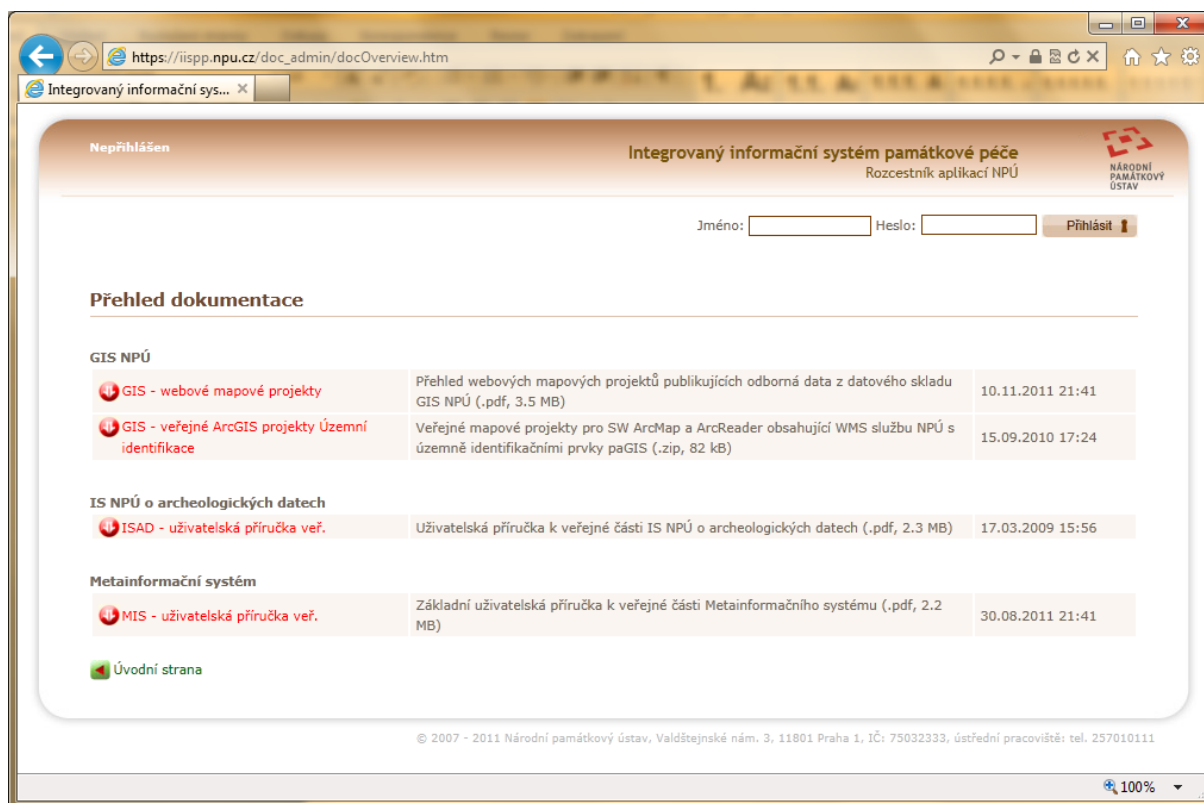 https://iispp.npu.cz/doc_admin/docOverview.htm
Integrovaný informační sys...
Nepřihlášen
Integrovaný informační systém památkové péče
Rozcestník aplikací NPÚ
NÁRODNÍ
PAMÁTKOVÝ
ÚSTAV
Jméno: Heslo: Přihlásit
Přehled dokumentace
GIS NPÚ
GIS - webové mapové projekty
Přehled webových mapových projektů publikujících odborná data z datového skladu
GIS NPÚ (.pdf, 3.5 MB)
10.11.2011 21:41
GIS - veřejné ArcGIS projekty Územní
identifikace
Veřejné mapové projekty pro SW ArcMap a ArcReader obsahující WMS službu NPÚ s
územně identifikačními prvky paGIS (.zip, 82 kB)
15.09.2010 17:24
IS NPÚ o archeologických datech
ISAD - uživatelská příručka veř.
Uživatelská příručka k veřejné části IS NPÚ o archeologických datech (.pdf, 2.3 MB)
17.03.2009 15:56
Metainformační systém
MIS - uživatelská příručka veř.
Základní uživatelská příručka k veřejné části Metainformačního systému (.pdf, 2.2
MB)
30.08.2011 21:41
Úvodní strana
© 2007 - 2011 Národní památkový ústav, Valdštejnské nám. 3, 11801 Praha 1, IČ: 75032333, ústřední pracoviště: tel. 257010111
100%